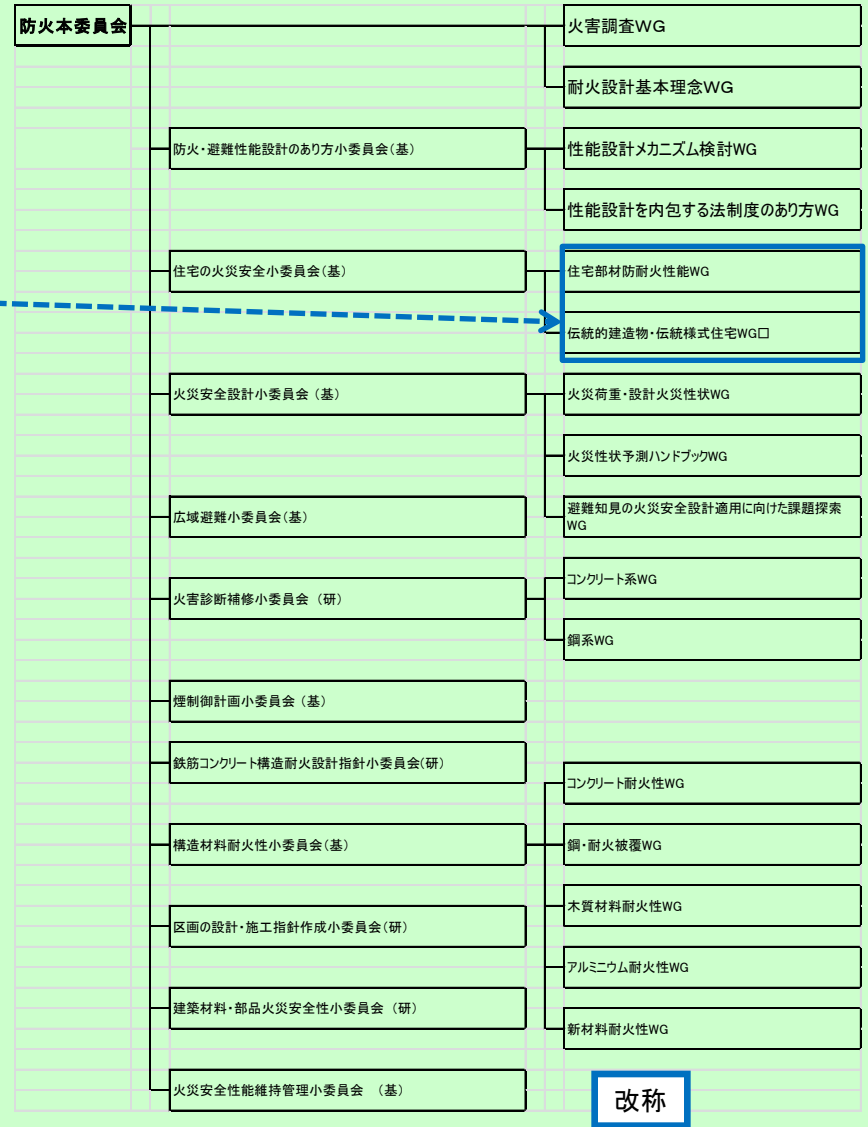 防火本委員会
火害調査WG
耐火設計基本理念WG
防火・避難性能設計のあり方小委員会(基)
性能設計メカニズム検討WG
性能設計を内包する法制度のあり方WG
住宅の火災安全小委員会(基)
住宅部材防耐火性能WG
伝統的建造物・伝統様式住宅WG□
火災安全設計小委員会 (基)
火災荷重・設計火災性状WG
火災性状予測ハンドブックWG
広域避難小委員会(基)
避難知見の火災安全設計適用に向けた課題探索
WG
火害診断補修小委員会 (研)
コンクリート系WG
鋼系WG
煙制御計画小委員会 (基)
鉄筋コンクリート構造耐火設計指針小委員会(研)
コンクリート耐火性WG
構造材料耐火性小委員会(基)
鋼・耐火被覆WG
木質材料耐火性WG
区画の設計・施工指針作成小委員会(研)
アルミニウム耐火性WG
建築材料・部品火災安全性小委員会 (研)
新材料耐火性WG
火災安全性能維持管理小委員会 (基)
改称